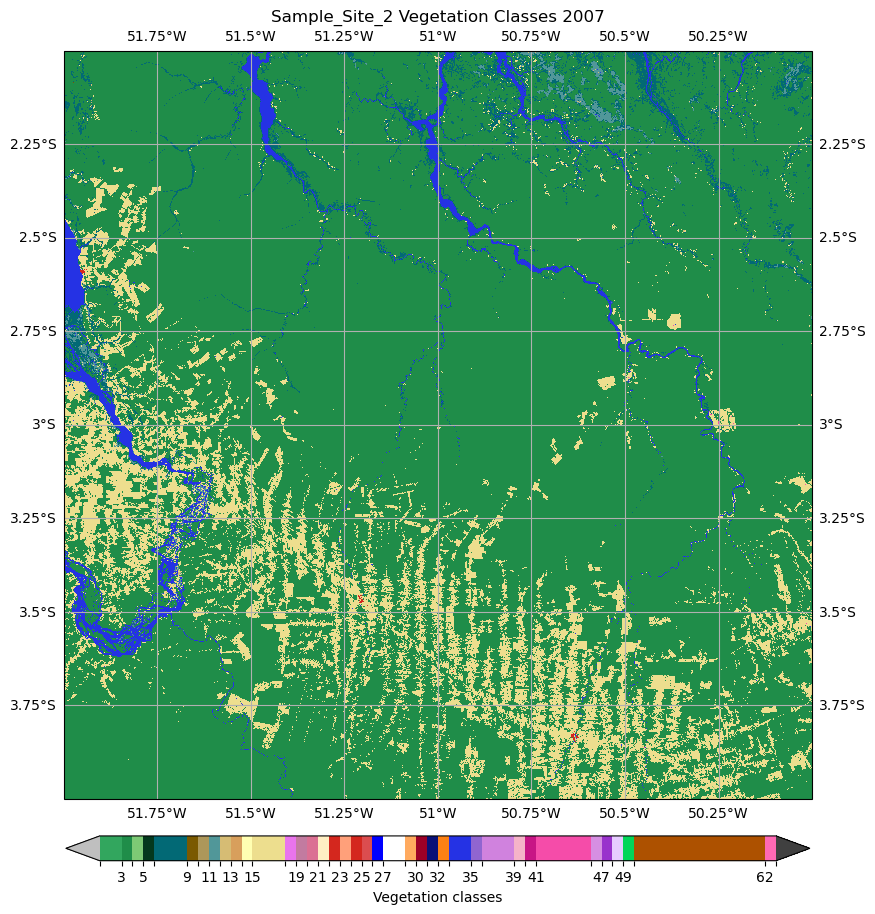 Sample_Site_2 Vegetation Classes 2007
51.75°W 51.5°W 51.25°W 51°W 50.75°W 50.5°W 50.25°W
2.25°S 2.25°S
2.5°S 2.5°S
2.75°S 2.75°S
3°S 3°S
3.25°S 3.25°S
3.5°S 3.5°S
3.75°S 3.75°S
51.75°W 51.5°W 51.25°W 51°W 50.75°W 50.5°W 50.25°W
3 5 9 11 13 15 19 21 23 25 27 30 32 35 39 41 47 49 62
Vegetation classes